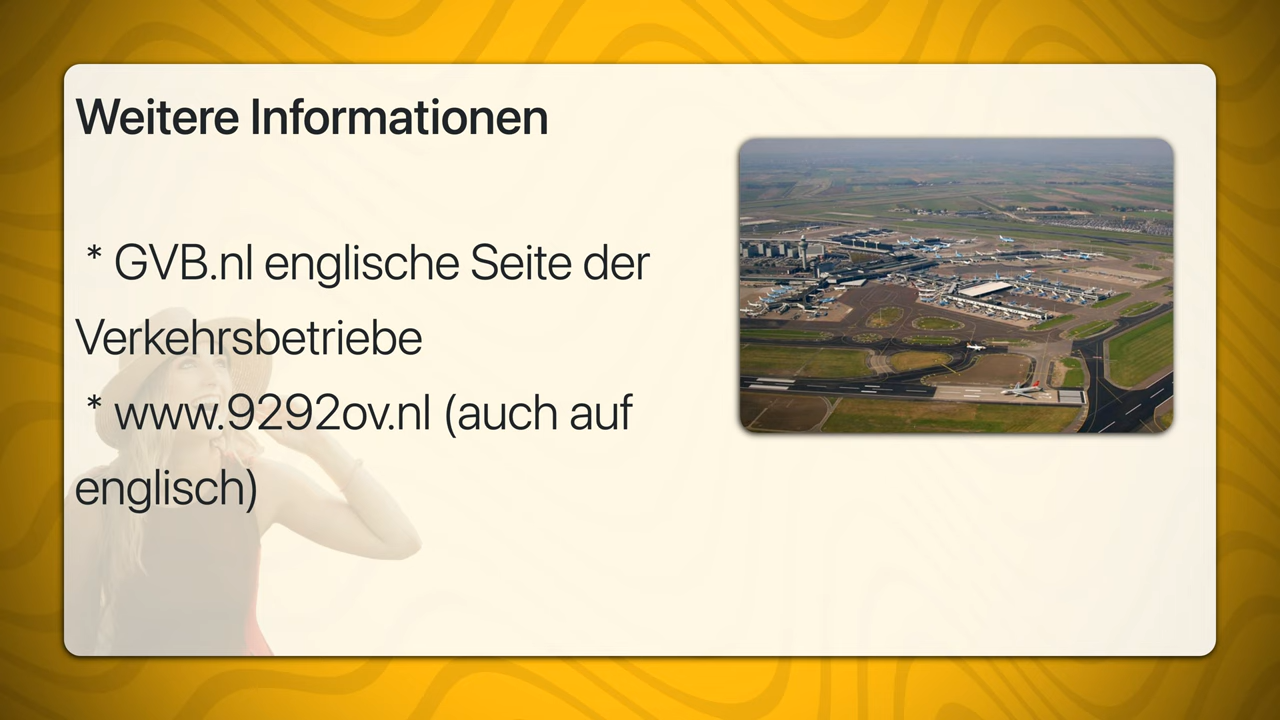 Weitere Informationen
* GVB.nl englische Seite der
Verkehrsbetriebe
* www.9292ov.nl (auch auf
englisch)